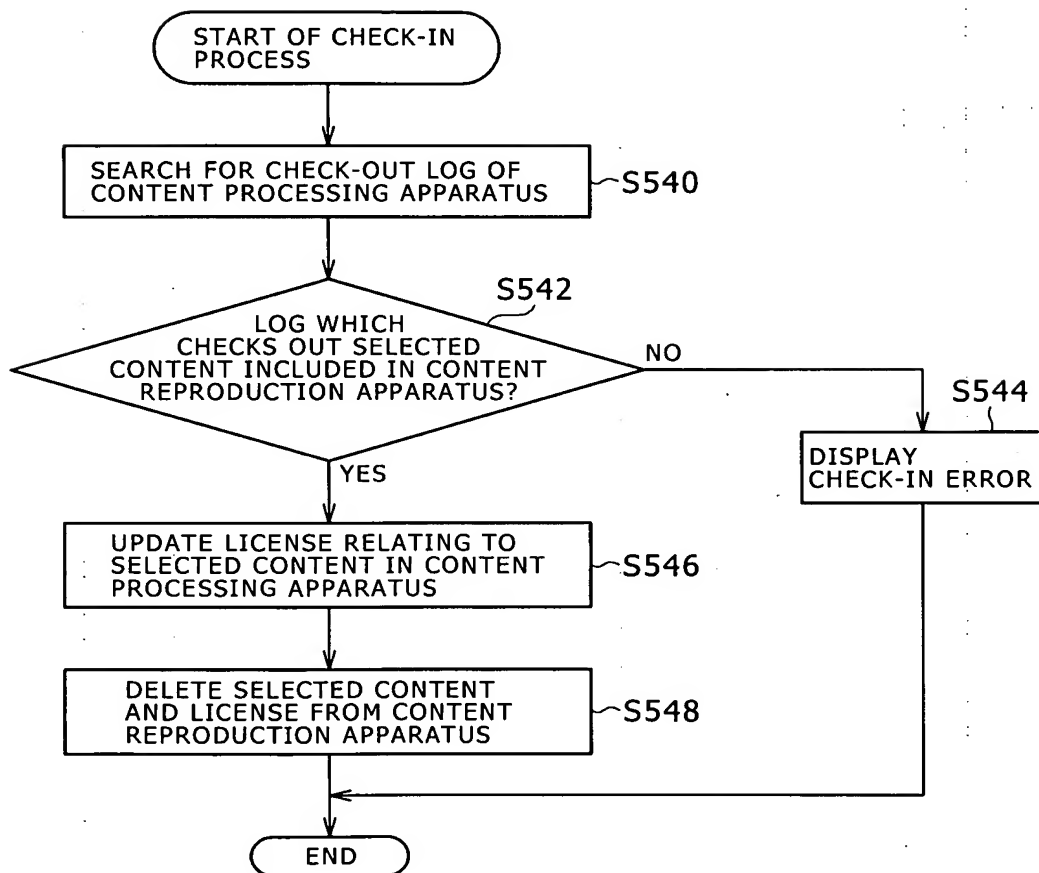 START OF CHECK-IN
PROCESS
SEARCH FOR CHECK-OUT LOG OF
CONTENT PROCESSING APPARATUS
S540
S542
LOG WHICH
CHECKS OUT SELECTED
CONTENT INCLUDED IN CONTENT
REPRODUCTION APPARATUS?
NO
S544
DISPLAY
CHECK-IN ERROR
YES
UPDATE LICENSE RELATING TO
SELECTED CONTENT IN CONTENT
PROCESSING APPARATUS
S546
DELETE SELECTED CONTENT
AND LICENSE FROM CONTENT
REPRODUCTION APPARATUS
S548
END